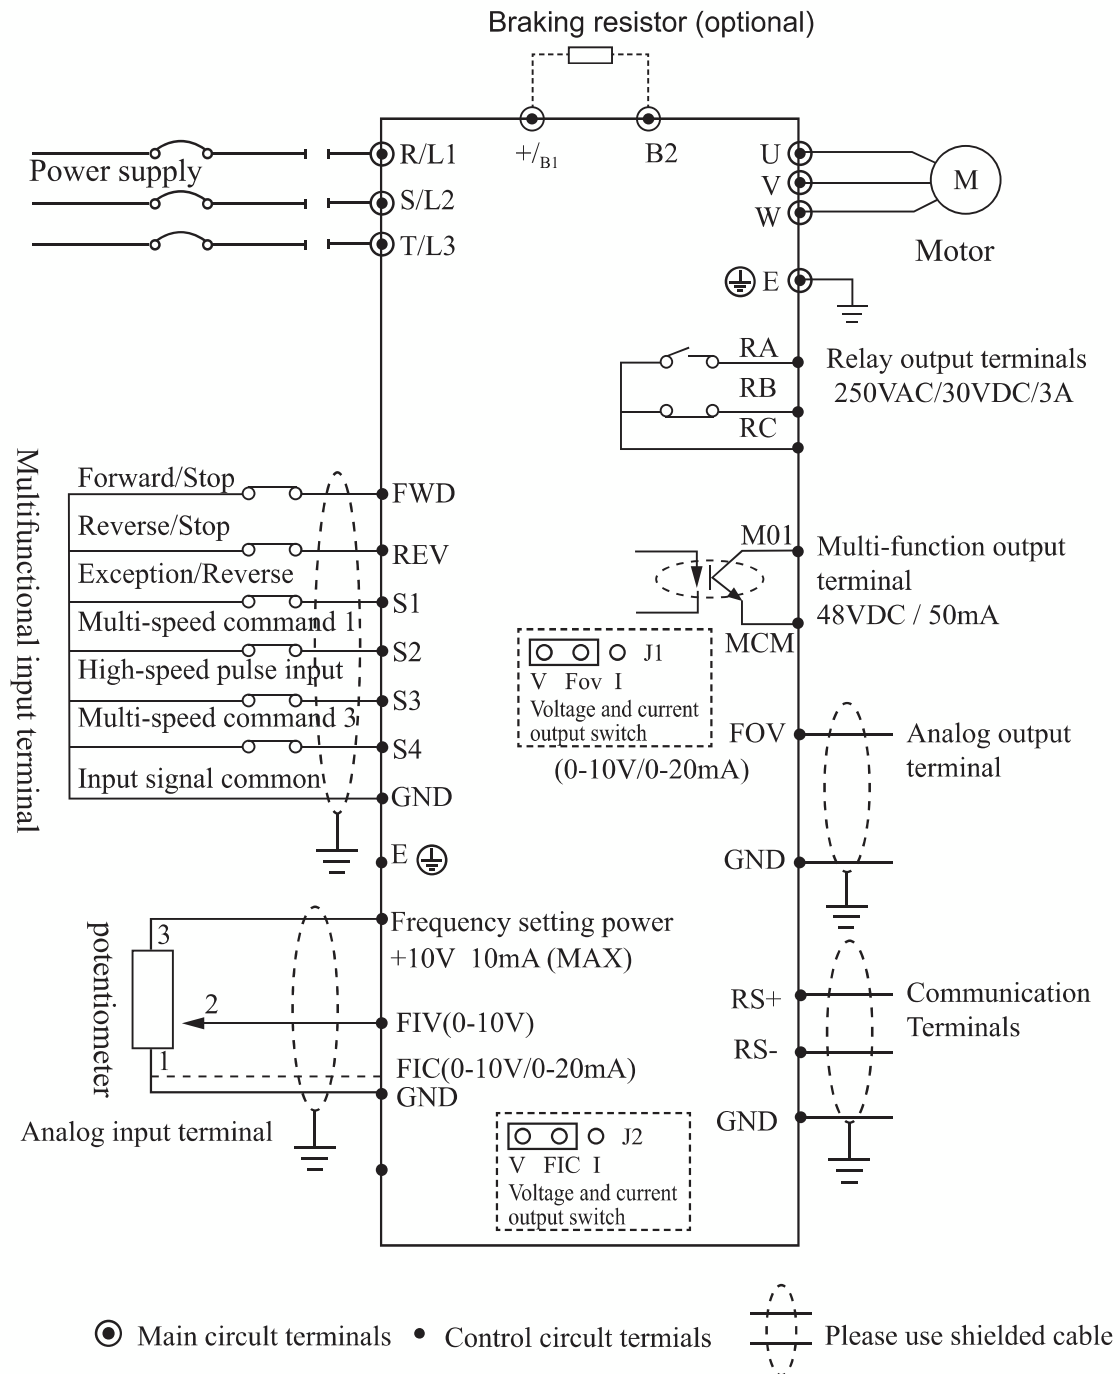 Braking resistor (optional)
+/B1
B2
Power supply
R/L1
S/L2
T/L3
U
V
W
M
Motor
E
RA
RB
RC
Relay output terminals
250VAC/30VDC/3A
Multifunctional input terminal
Forward/Stop
FWD
Reverse/Stop
REV
Exception/Reverse
S1
Multi-speed command 1
S2
High-speed pulse input
S3
Multi-speed command 3
S4
Input signal common
GND
E
M01
MCM
Multi-function output
terminal
48VDC / 50mA
J1
V Fov I
Voltage and current
output switch
(0-10V/0-20mA)
FOV
GND
Analog output
terminal
potentiometer
3
2
1
Frequency setting power
+10V 10mA (MAX)
FIV(0-10V)
FIC(0-10V/0-20mA)
GND
Analog input terminal
RS+
RS-
GND
Communication
Terminals
J2
V FIC I
Voltage and current
output switch
Main circult terminals
Control circult termials
Please use shielded cable